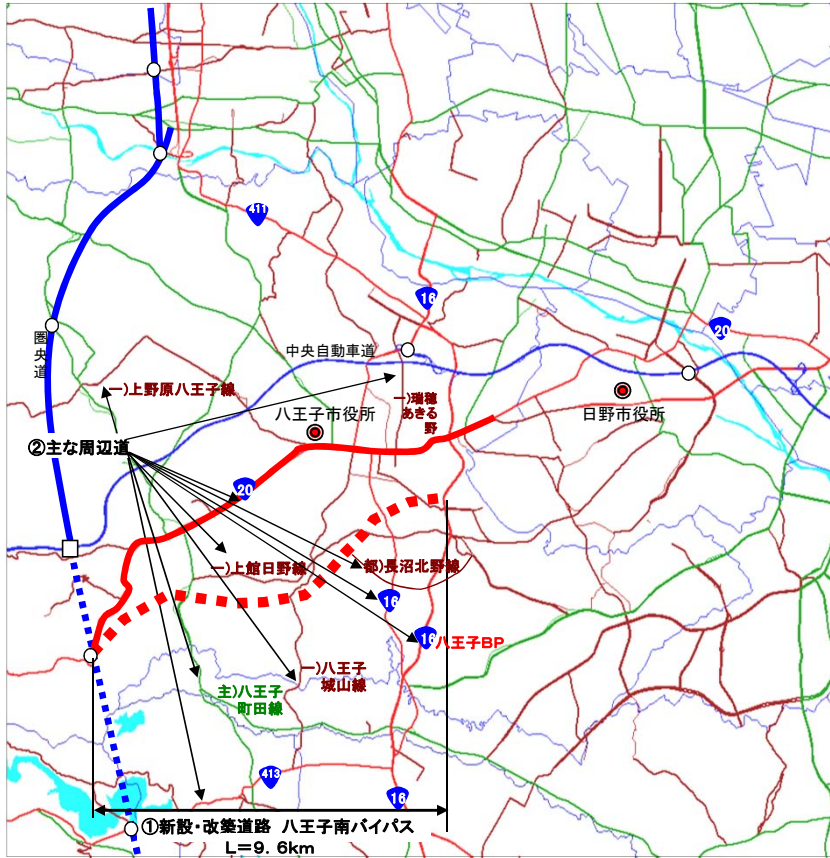 411
16
20
圏央道
中央自動車道
一)上野原八王子線
一)瑞穂
あきる
野
八王子市役所
日野市役所
②主な周辺道
20
一)上館日野線
都)長沼北野線
16
16
八王子BP
一)八王子
城山線
主)八王子
町田線
413
16
①新設・改築道路 八王子南バイパス
L=9.6km